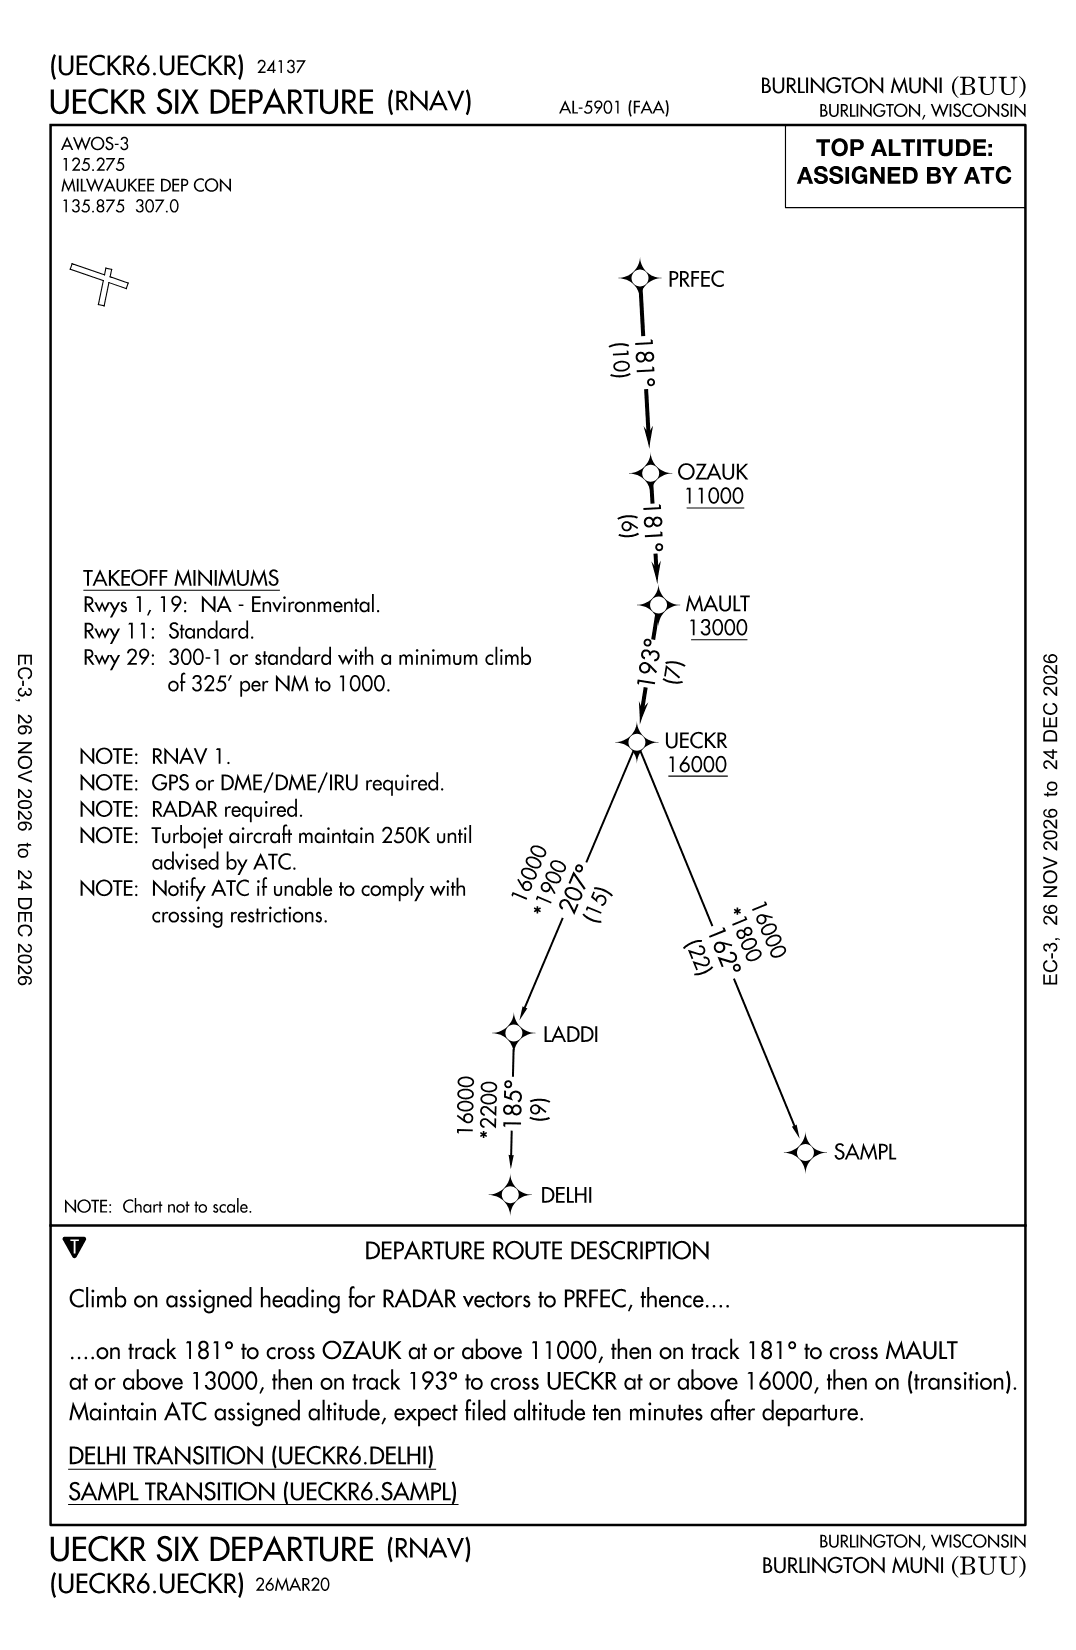 (UECKR6.UECKR) 24137
UECKR SIX DEPARTURE (RNAV)
AL-5901 (FAA)
BURLINGTON MUNI (BUU)
BURLINGTON, WISCONSIN
AWOS-3
125.275
MILWAUKEE DEP CON
135.875 307.0
TOP ALTITUDE:
ASSIGNED BY ATC
PRFEC
181°
(10)
OZAUK
11000
181°
(6)
MAULT
13000
193°
(7)
UECKR
16000
TAKEOFF MINIMUMS
Rwys 1, 19: NA - Environmental.
Rwy 11: Standard.
Rwy 29: 300-1 or standard with a minimum climb
of 325' per NM to 1000.
NOTE: RNAV 1.
NOTE: GPS or DME/DME/IRU required.
NOTE: RADAR required.
NOTE: Turbojet aircraft maintain 250K until
advised by ATC.
NOTE: Notify ATC if unable to comply with
crossing restrictions.
16000
*1900
207°
(15)
16000
*1800
162°
(22)
LADDI
16000
*2200
185°
(9)
SAMPL
DELHI
NOTE: Chart not to scale.
EC-3, 26 NOV 2026 to 24 DEC 2026
EC-3, 26 NOV 2026 to 24 DEC 2026
T
DEPARTURE ROUTE DESCRIPTION
Climb on assigned heading for RADAR vectors to PRFEC, thence....
....on track 181° to cross OZAUK at or above 11000, then on track 181° to cross MAULT
at or above 13000, then on track 193° to cross UECKR at or above 16000, then on (transition).
Maintain ATC assigned altitude, expect filed altitude ten minutes after departure.
DELHI TRANSITION (UECKR6.DELHI)
SAMPL TRANSITION (UECKR6.SAMPL)
UECKR SIX DEPARTURE (RNAV)
(UECKR6.UECKR) 26MAR20
BURLINGTON, WISCONSIN
BURLINGTON MUNI (BUU)